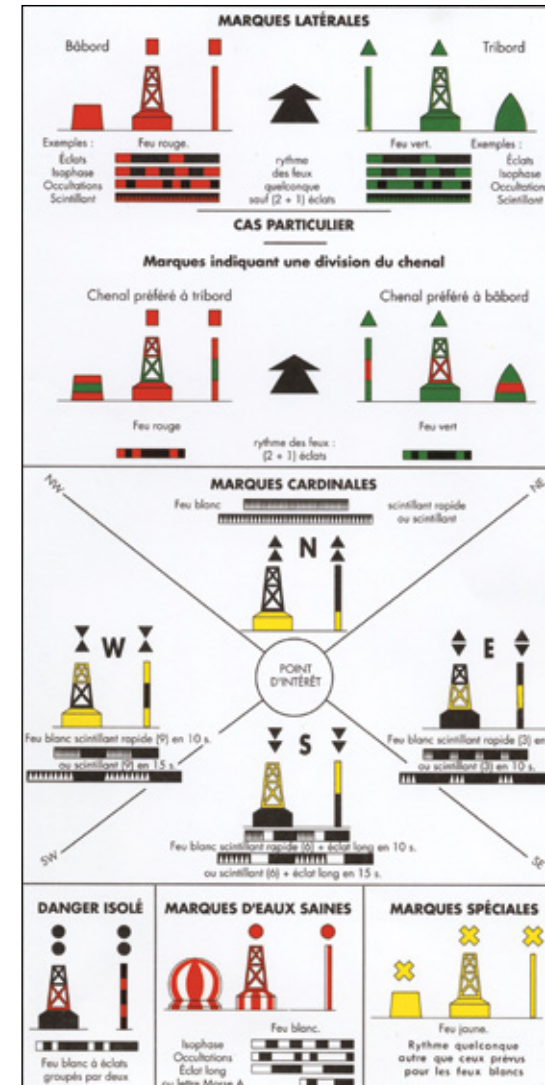 MARQUES LATÉRALES
Bâbord
Tribord
Exemples :
Feu rouge.
Feu vert.
Exemples :
Éclats
Isophase
Occultations
Scintillant
rythme
des feux
quelconque
sauf (2 + 1) éclats
Éclats
Isophase
Occultations
Scintillant
CAS PARTICULIER
Marques indiquant une division du chenal
Chenal préféré à tribord
Chenal préféré à bâbord
Feu rouge
rythme des feux :
(2 + 1) éclats
Feu vert
MARQUES CARDINALES
NW
NE
Feu blanc
scintillant rapide
ou scintillant
N
W
POINT
D'INTÉRÊT
E
Feu blanc scintillant rapide (9) en 10 s.
ou scintillant (9) en 15 s.
Feu blanc scintillant rapide (3) en
ou scintillant (3) en 10 s.
S
Feu blanc scintillant rapide (6) + éclat long en 10 s.
ou scintillant (6) + éclat long en 15 s.
SW
SE
DANGER ISOLÉ
Feu blanc à éclats
groupés par deux
MARQUES D'EAUX SAINES
Feu blanc.
Isophase
Occultations
Éclat long
ou lettre Morse A
MARQUES SPÉCIALES
Feu jaune.
Rythme quelconque
autre que ceux prévus
pour les feux blancs